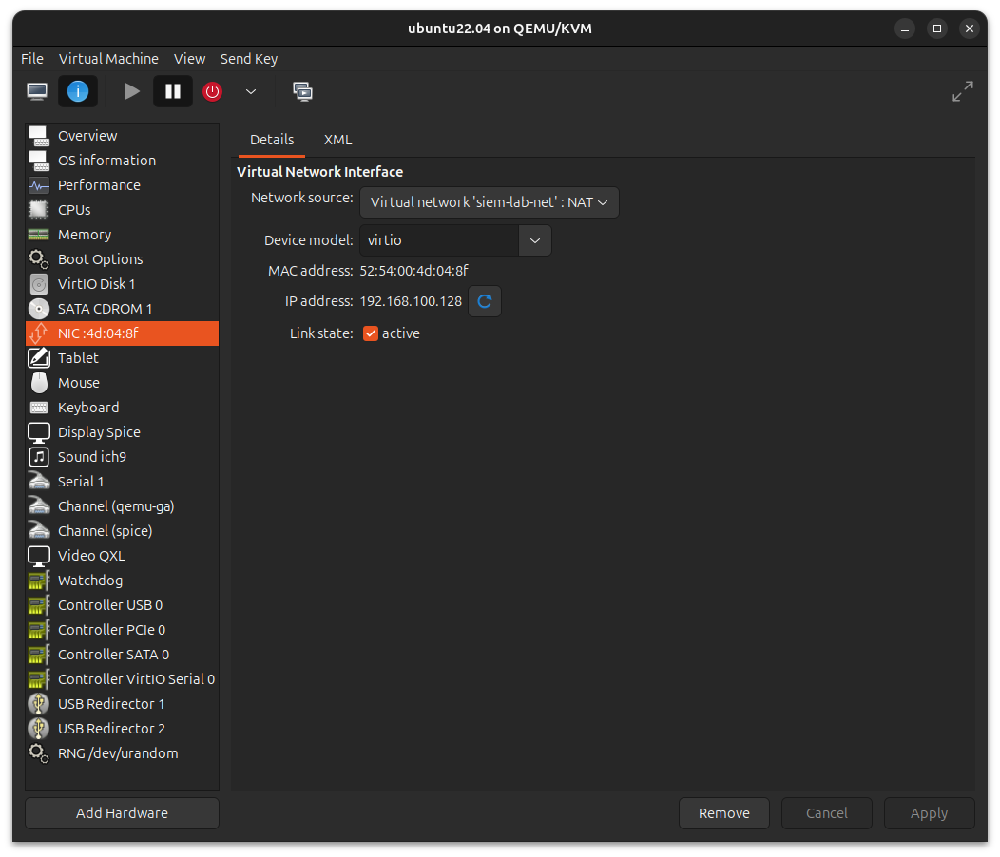 ubuntu22.04 on QEMU/KVM
File Virtual Machine View Send Key
Overview
OS information
Performance
CPUs
Memory
Boot Options
VirtIO Disk 1
SATA CDROM 1
NIC :4d:04:8f
Tablet
Mouse
Keyboard
Display Spice
Sound ich9
Serial 1
Channel (qemu-ga)
Channel (spice)
Video QXL
Watchdog
Controller USB 0
Controller PCIe 0
Controller SATA 0
Controller VirtIO Serial 0
USB Redirector 1
USB Redirector 2
RNG /dev/urandom
Add Hardware
Details XML
Virtual Network Interface
Network source: Virtual network 'siem-lab-net' : NAT
Device model: virtio
MAC address: 52:54:00:4d:04:8f
IP address: 192.168.100.128
Link state: active
Remove Cancel Apply